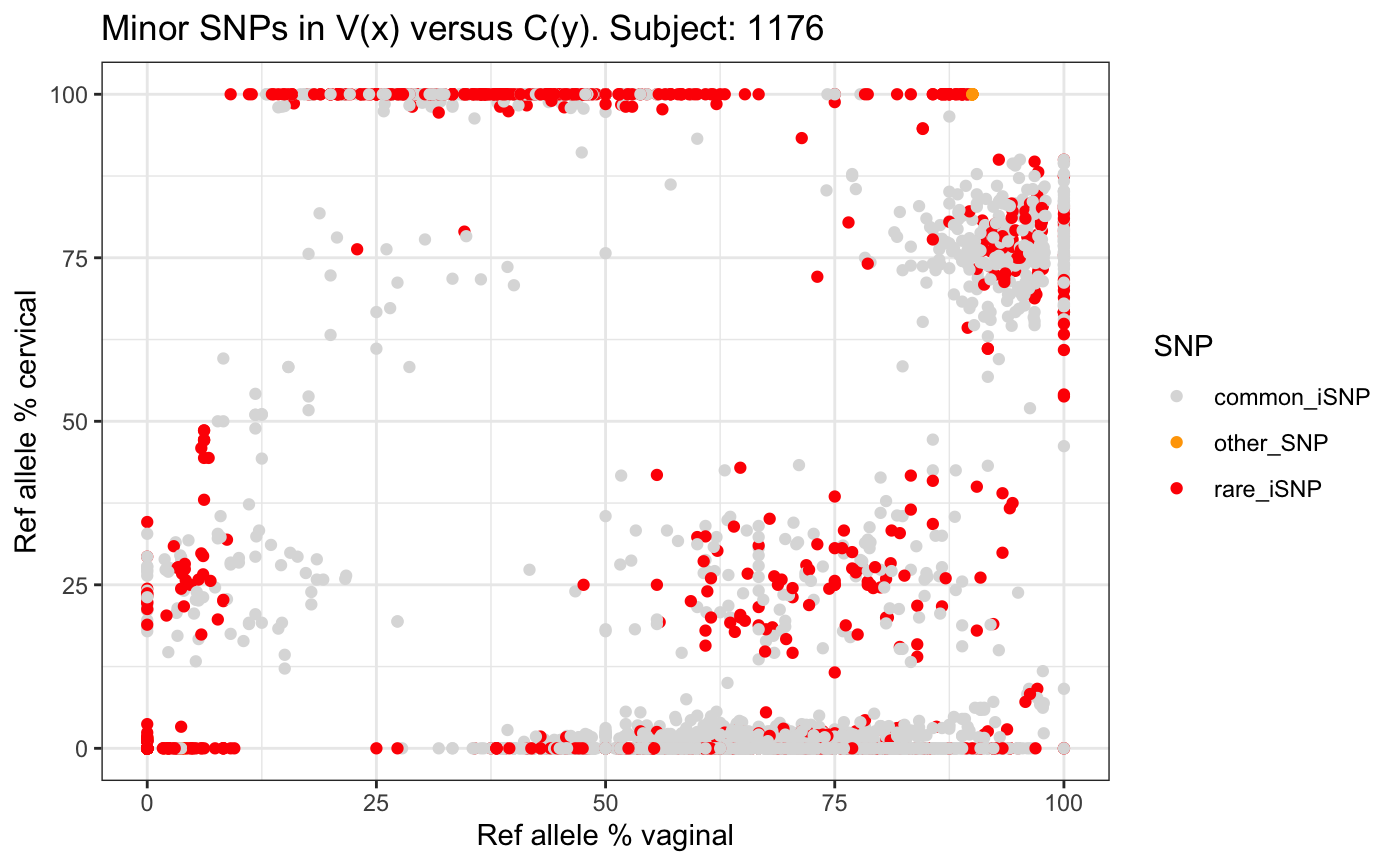 Minor SNPs in V(x) versus C(y). Subject: 1176
Ref allele % cervical
100
75
50
25
0
0 25 50 75 100
Ref allele % vaginal
SNP
common_iSNP
other_SNP
rare_iSNP